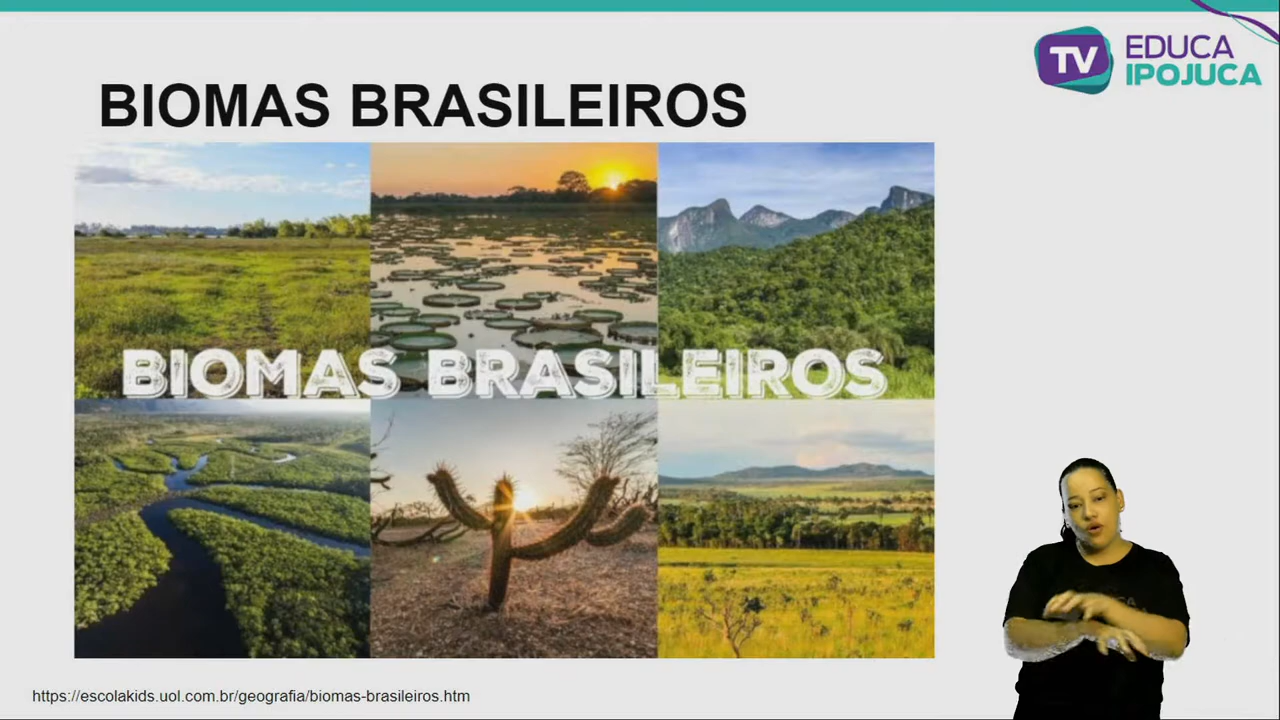 TV EDUCA
IPOJUCA
BIOMAS BRASILEIROS
BIOMAS BRASILEIROS
https://escolakids.uol.com.br/geografia/biomas-brasileiros.htm